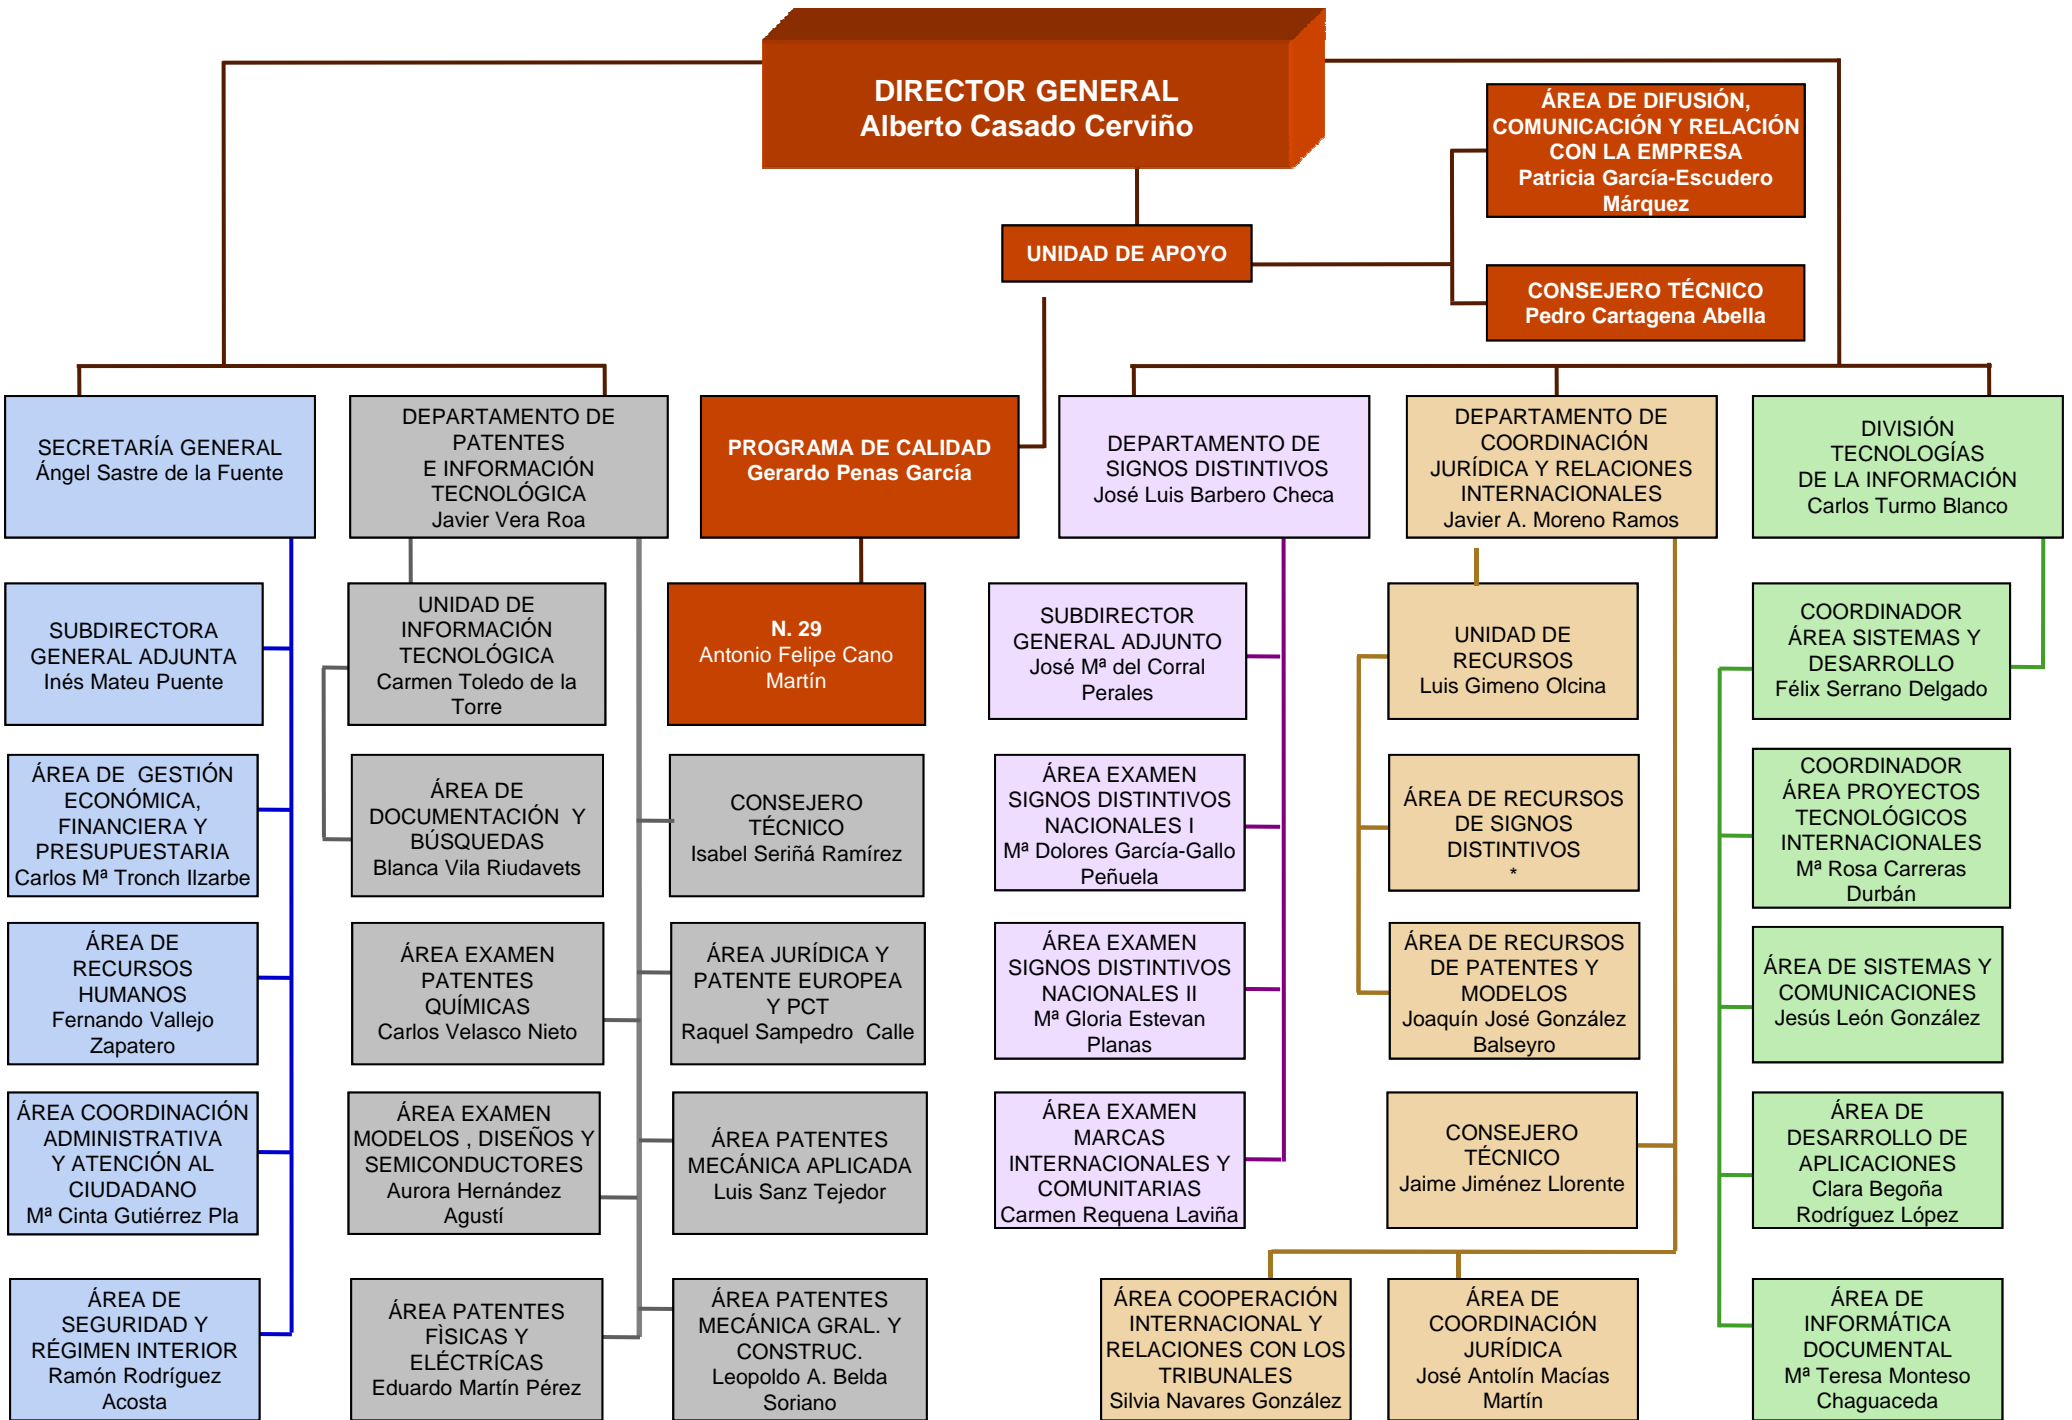 DIRECTOR GENERAL
Alberto Casado Cerviño
ÁREA DE DIFUSIÓN,
COMUNICACIÓN Y RELACIÓN
CON LA EMPRESA
Patricia García-Escudero
Márquez
UNIDAD DE APOYO
CONSEJERO TÉCNICO
Pedro Cartagena Abella
SECRETARÍA GENERAL
Ángel Sastre de la Fuente
DEPARTAMENTO DE
PATENTES
E INFORMACIÓN
TECNOLÓGICA
Javier Vera Roa
PROGRAMA DE CALIDAD
Gerardo Penas García
DEPARTAMENTO DE
SIGNOS DISTINTIVOS
José Luis Barbero Checa
DEPARTAMENTO DE
COORDINACIÓN
JURÍDICA Y RELACIONES
INTERNACIONALES
Javier A. Moreno Ramos
DIVISIÓN
TECNOLOGÍAS
DE LA INFORMACIÓN
Carlos Turmo Blanco
SUBDIRECTORA
GENERAL ADJUNTA
Inés Mateu Puente
UNIDAD DE
INFORMACIÓN
TECNOLÓGICA
Carmen Toledo de la
Torre
N. 29
Antonio Felipe Cano
Martín
SUBDIRECTOR
GENERAL ADJUNTO
José Mª del Corral
Perales
UNIDAD DE
RECURSOS
Luis Gimeno Olcina
COORDINADOR
ÁREA SISTEMAS Y
DESARROLLO
Félix Serrano Delgado
ÁREA DE  GESTIÓN
ECONÓMICA,
FINANCIERA Y
PRESUPUESTARIA
Carlos Mª Tronch Ilzarbe
ÁREA DE
DOCUMENTACIÓN  Y
BÚSQUEDAS
Blanca Vila Riudavets
CONSEJERO
TÉCNICO
Isabel Seriñá Ramírez
ÁREA EXAMEN
SIGNOS DISTINTIVOS
NACIONALES I
Mª Dolores García-Gallo
Peñuela
ÁREA DE RECURSOS
DE SIGNOS
DISTINTIVOS
*
COORDINADOR
ÁREA PROYECTOS
TECNOLÓGICOS
INTERNACIONALES
Mª Rosa Carreras
Durbán
ÁREA DE
RECURSOS
HUMANOS
Fernando Vallejo
Zapatero
ÁREA EXAMEN
PATENTES
QUÍMICAS
Carlos Velasco Nieto
ÁREA JURÍDICA Y
PATENTE EUROPEA
Y PCT
Raquel Sampedro  Calle
ÁREA EXAMEN
SIGNOS DISTINTIVOS
NACIONALES II
Mª Gloria Estevan
Planas
ÁREA DE RECURSOS
DE PATENTES Y
MODELOS
Joaquín José González
Balseyro
ÁREA DE SISTEMAS Y
COMUNICACIONES
Jesús León González
ÁREA COORDINACIÓN
ADMINISTRATIVA
Y ATENCIÓN AL
CIUDADANO
Mª Cinta Gutiérrez Pla
ÁREA EXAMEN
MODELOS , DISEÑOS Y
SEMICONDUCTORES
Aurora Hernández
Agustí
ÁREA PATENTES
MECÁNICA APLICADA
Luis Sanz Tejedor
ÁREA EXAMEN
MARCAS
INTERNACIONALES Y
COMUNITARIAS
Carmen Requena Laviña
CONSEJERO
TÉCNICO
Jaime Jiménez Llorente
ÁREA DE
DESARROLLO DE
APLICACIONES
Clara Begoña
Rodríguez López
ÁREA DE
SEGURIDAD Y
RÉGIMEN INTERIOR
Ramón Rodríguez
Acosta
ÁREA PATENTES
FÌSICAS Y
ELÉCTRÍCAS
Eduardo Martín Pérez
ÁREA PATENTES
MECÁNICA GRAL. Y
CONSTRUC.
Leopoldo A. Belda
Soriano
ÁREA COOPERACIÓN
INTERNACIONAL Y
RELACIONES CON LOS
TRIBUNALES
Silvia Navares González
ÁREA DE
COORDINACIÓN
JURÍDICA
José Antolín Macías
Martín
ÁREA DE
INFORMÁTICA
DOCUMENTAL
Mª Teresa Monteso
Chaguaceda